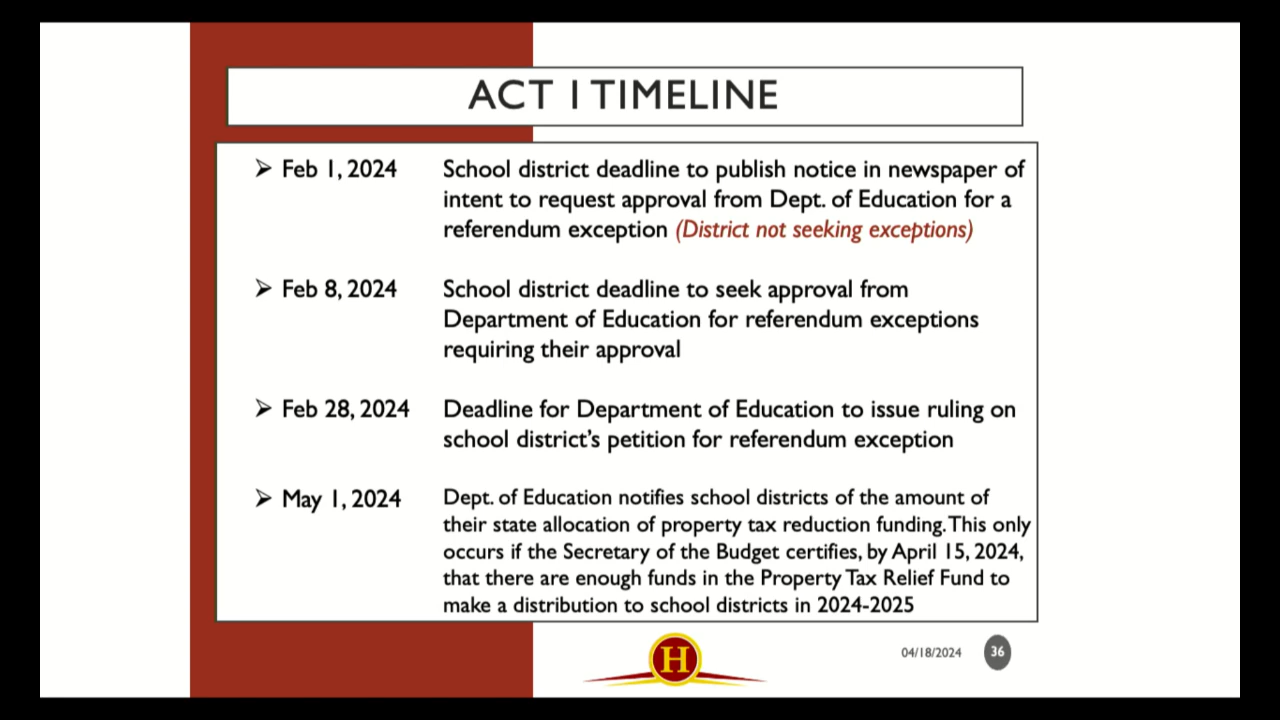 ACT 1 TIMELINE
➢ Feb 1, 2024 School district deadline to publish notice in newspaper of
intent to request approval from Dept. of Education for a
referendum exception (District not seeking exceptions)
➢ Feb 8, 2024 School district deadline to seek approval from
Department of Education for referendum exceptions
requiring their approval
➢ Feb 28, 2024 Deadline for Department of Education to issue ruling on
school district’s petition for referendum exception
➢ May 1, 2024 Dept. of Education notifies school districts of the amount of
their state allocation of property tax reduction funding. This only
occurs if the Secretary of the Budget certifies, by April 15, 2024,
that there are enough funds in the Property Tax Relief Fund to
make a distribution to school districts in 2024-2025
H
04/18/2024 36